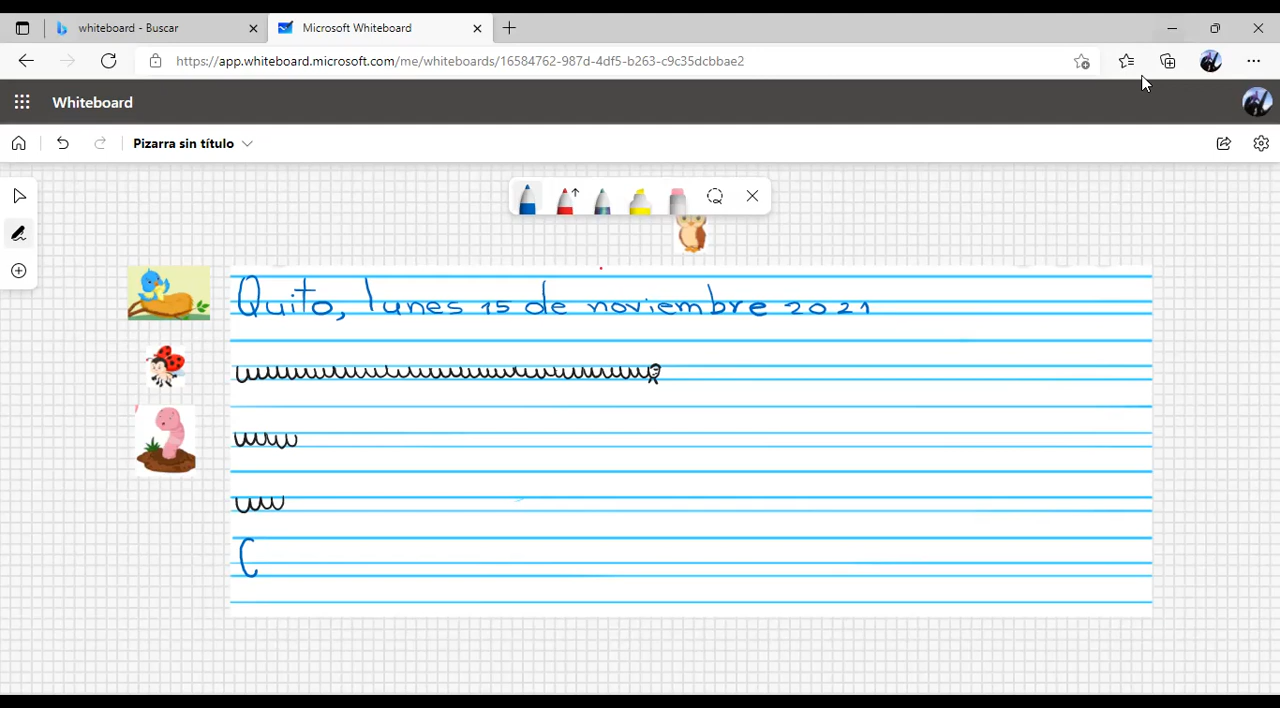 whiteboard - Buscar
Microsoft Whiteboard
https://app.whiteboard.microsoft.com/me/whiteboards/1f584762-987d-4df5-b263-c9c35dcbbae2
Whiteboard
Pizarra sin título
Quito, lunes 15 de noviembre 2021
C